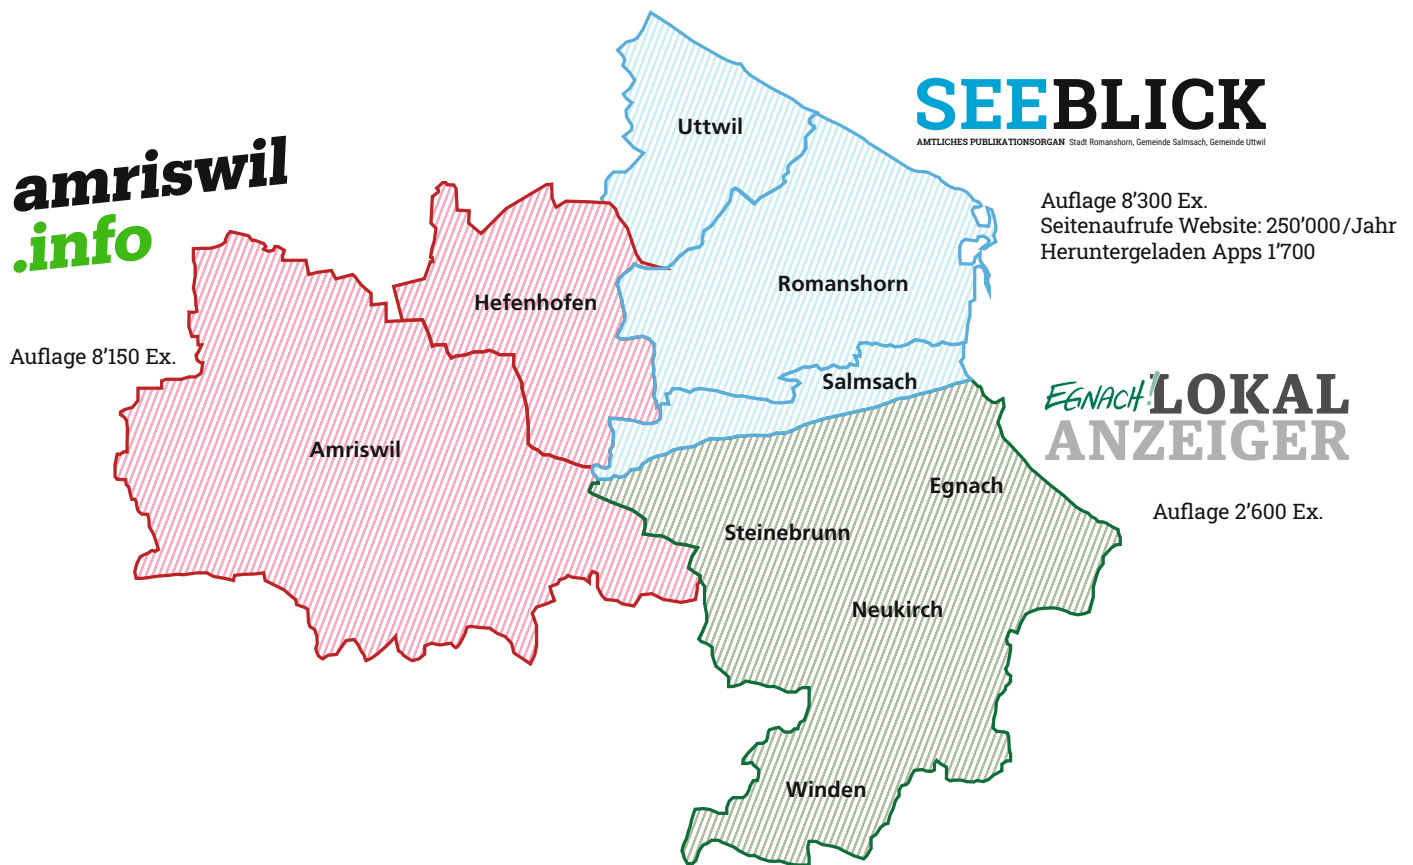 Uttwil
SEEBLICK
AMTLICHES PUBLIKATIONSORGAN Stadt Romanshorn, Gemeinde Salmsach, Gemeinde Uttwil
amriswil
.info
Auflage 8’300 Ex.
Seitenaufrufe Website: 250’000/Jahr
Heruntergeladen Apps 1’700
Romanshorn
Hefenhofen
Auflage 8’150 Ex.
Salmsach
EGNACH! LOKAL
ANZEIGER
Amriswil
Egnach
Auflage 2’600 Ex.
Steinebrunn
Neukirch
Winden